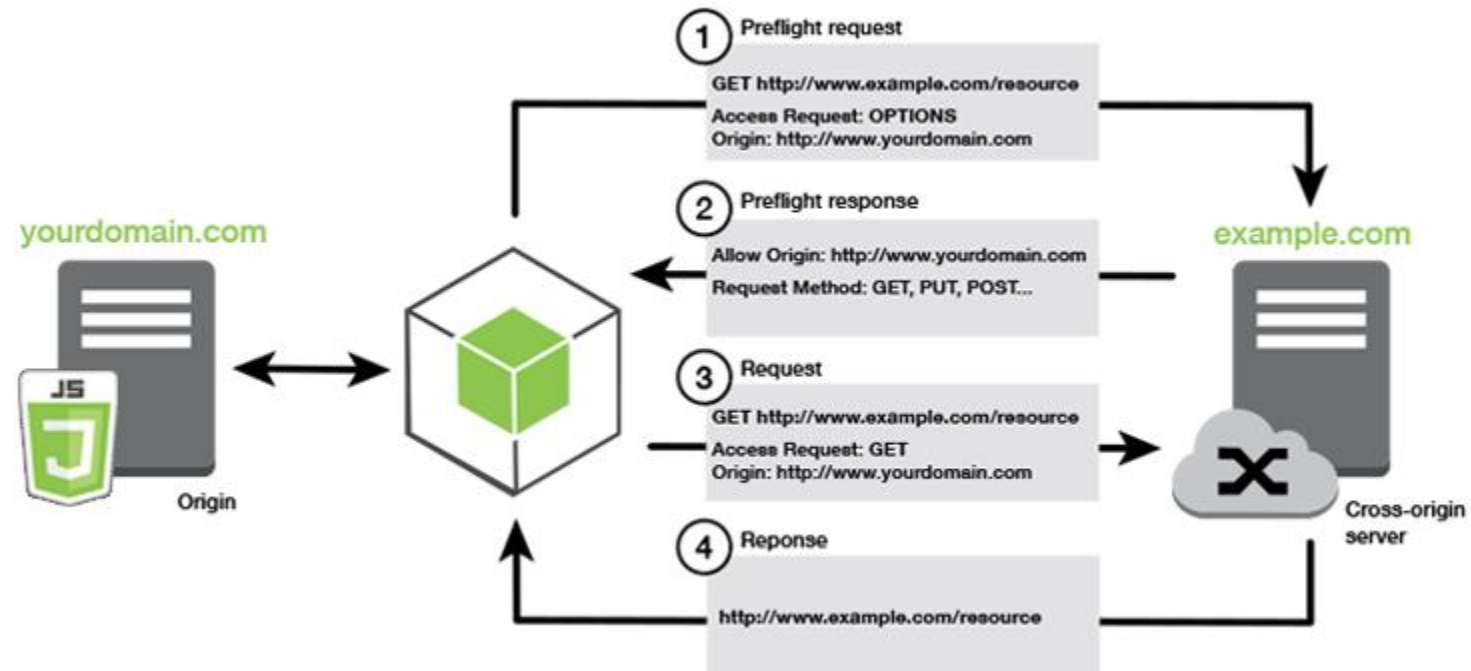 1 Preflight request
GET http://www.example.com/resource
Access Request: OPTIONS
Origin: http://www.yourdomain.com
2 Preflight response
Allow Origin: http://www.yourdomain.com
Request Method: GET, PUT, POST...
yourdomain.com
example.com
JS
Origin
3 Request
GET http://www.example.com/resource
Access Request: GET
Origin: http://www.yourdomain.com
Cross-origin
server
4 Reponse
http://www.example.com/resource